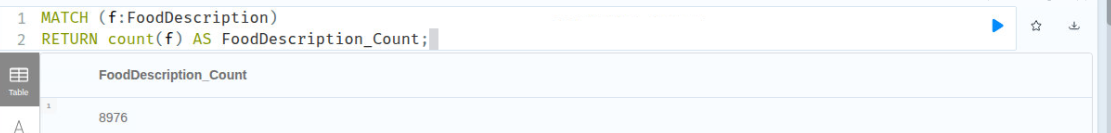 1 MATCH (f:FoodDescription)
2 RETURN count(f) AS FoodDescription_Count;
FoodDescription_Count
Table
1
8976
A